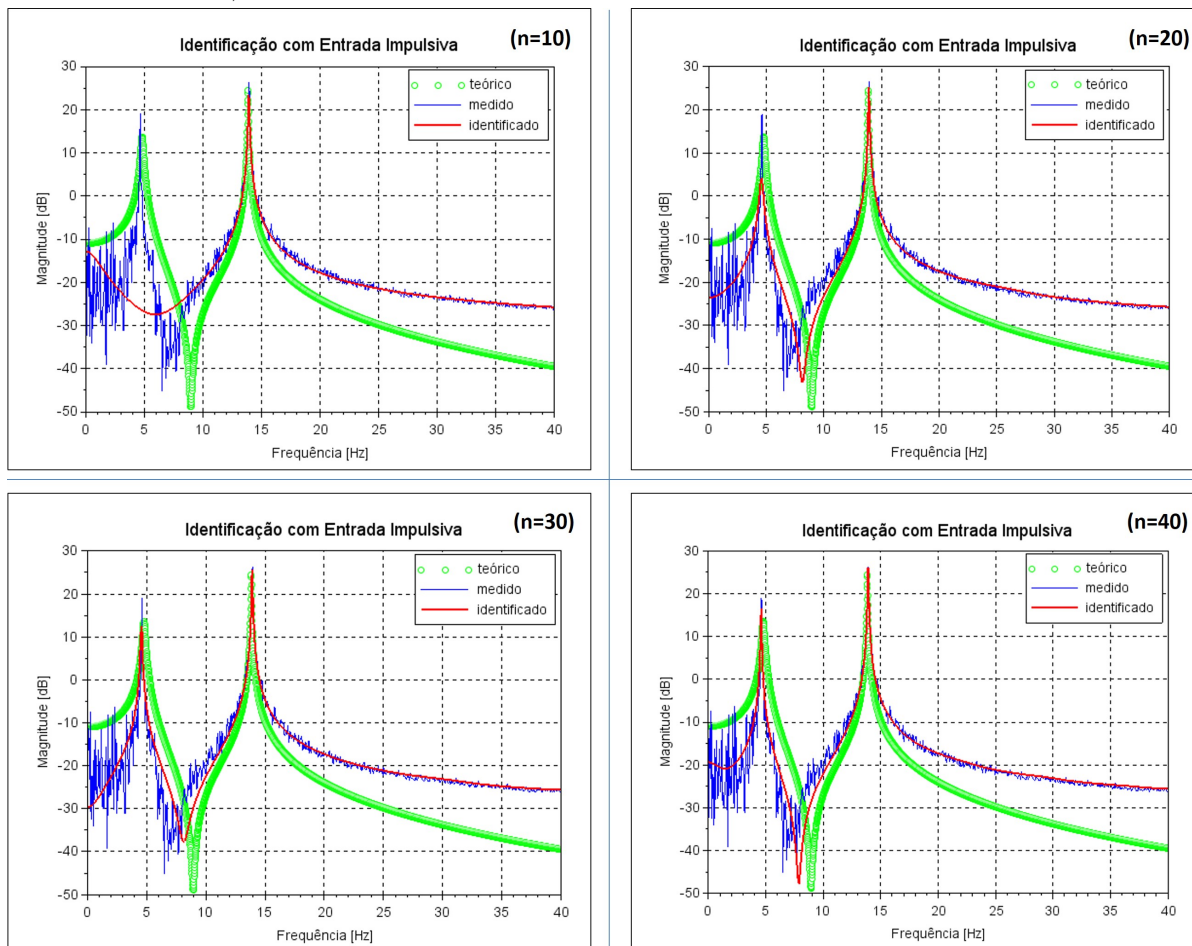 Identificação com Entrada Impulsiva (n=10)
teórico
medido
identificado
Magnitude [dB]
30
20
10
0
-10
-20
-30
-40
-50
0 5 10 15 20 25 30 35 40
Frequência [Hz]
Identificação com Entrada Impulsiva (n=20)
teórico
medido
identificado
Magnitude [dB]
30
20
10
0
-10
-20
-30
-40
-50
0 5 10 15 20 25 30 35 40
Frequência [Hz]
Identificação com Entrada Impulsiva (n=30)
teórico
medido
identificado
Magnitude [dB]
30
20
10
0
-10
-20
-30
-40
-50
0 5 10 15 20 25 30 35 40
Frequência [Hz]
Identificação com Entrada Impulsiva (n=40)
teórico
medido
identificado
Magnitude [dB]
30
20
10
0
-10
-20
-30
-40
-50
0 5 10 15 20 25 30 35 40
Frequência [Hz]